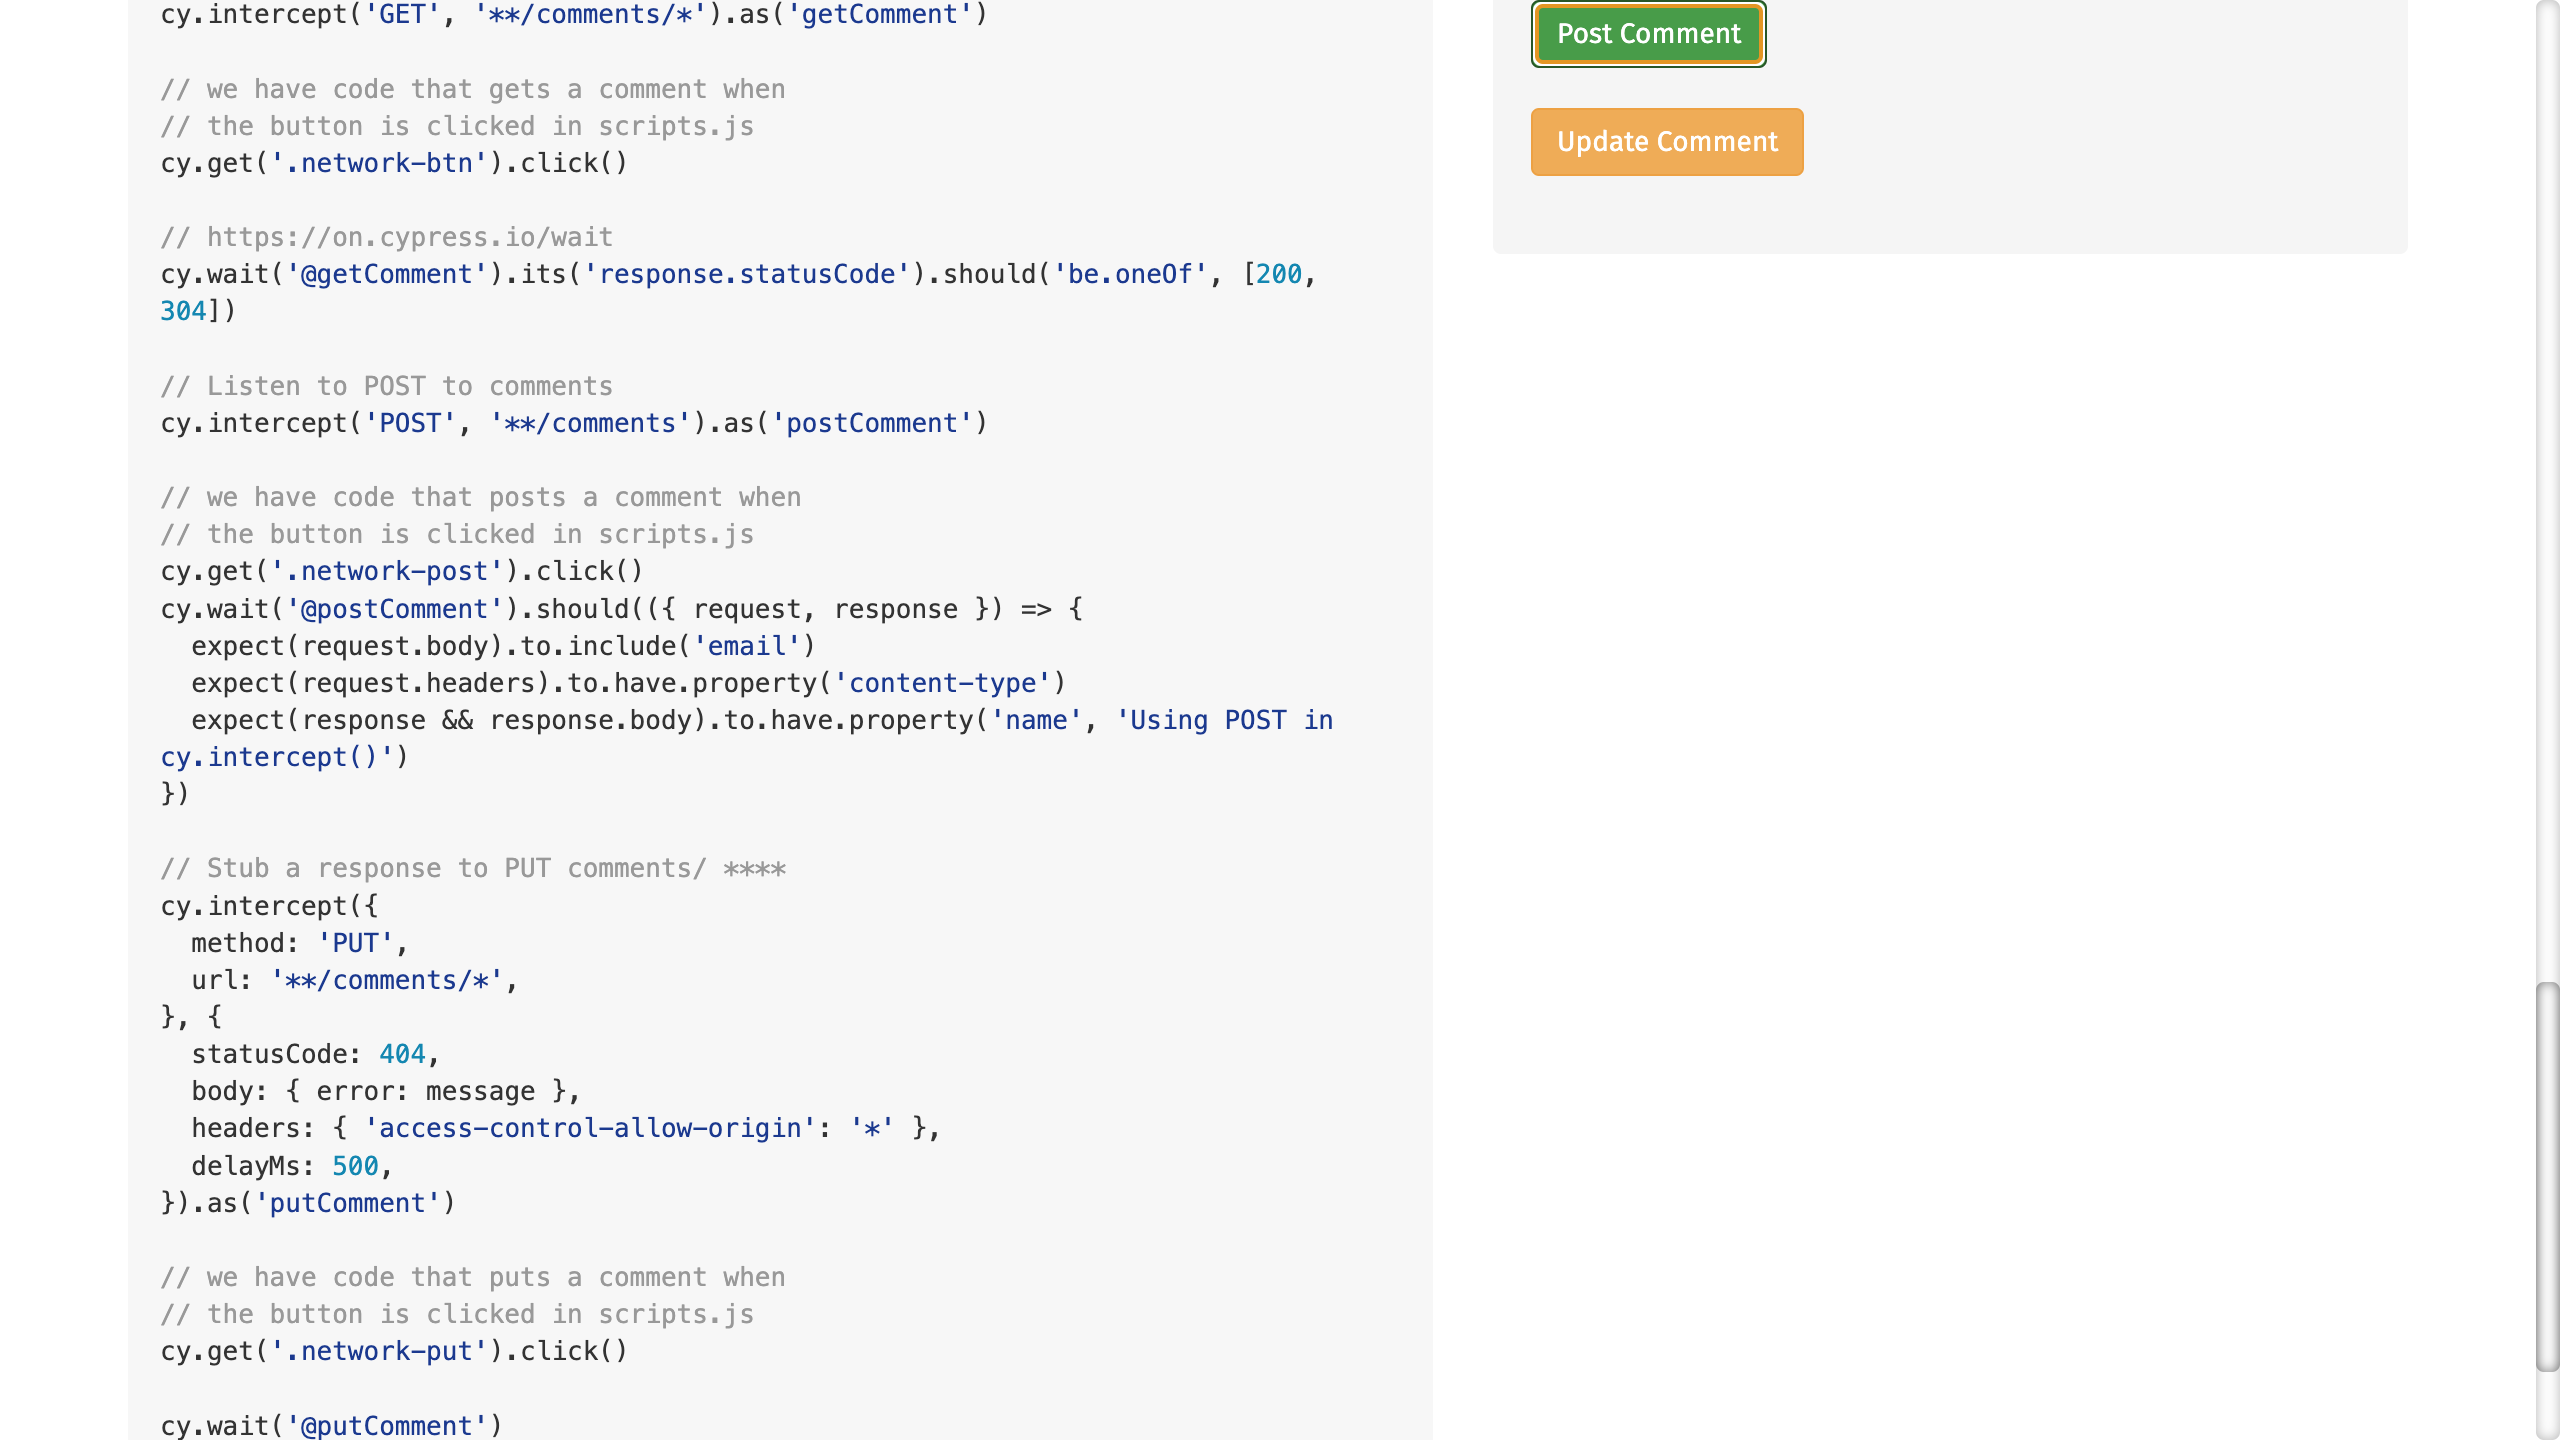 cy.intercept('GET', '**/comments/*').as('getComment')
// we have code that gets a comment when
// the button is clicked in scripts.js
cy.get('.network-btn').click()
// https://on.cypress.io/wait
cy.wait('@getComment').its('response.statusCode').should('be.oneOf', [200,
304])
// Listen to POST to comments
cy.intercept('POST', '**/comments').as('postComment')
// we have code that posts a comment when
// the button is clicked in scripts.js
cy.get('.network-post').click()
cy.wait('@postComment').should(({ request, response }) => {
  expect(request.body).to.include('email')
  expect(request.headers).to.have.property('content-type')
  expect(response && response.body).to.have.property('name', 'Using POST in
cy.intercept()')
})
// Stub a response to PUT comments/ ****
cy.intercept({
  method: 'PUT',
  url: '**/comments/*',
}, {
  statusCode: 404,
  body: { error: message },
  headers: { 'access-control-allow-origin': '*' },
  delayMs: 500,
}).as('putComment')
// we have code that puts a comment when
// the button is clicked in scripts.js
cy.get('.network-put').click()
cy.wait('@putComment')
Post Comment
Update Comment